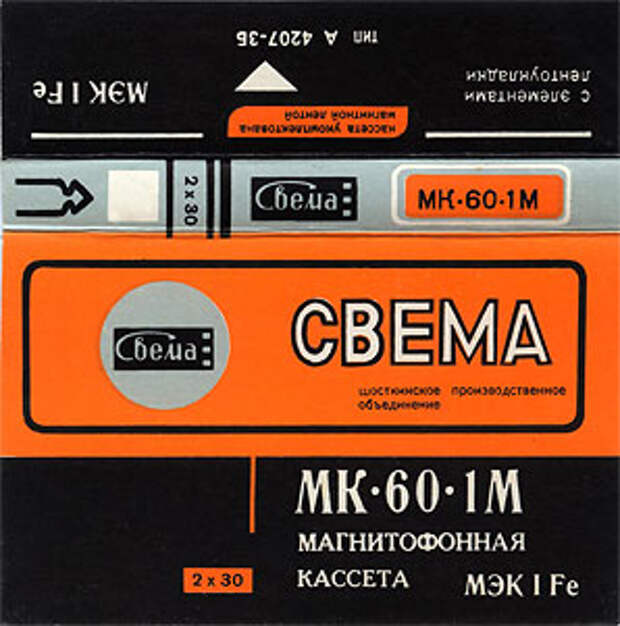 тип А 4207-3Б
МЭК I Fe
с элементами
лентоукладки
кассета укомплектована
магнитной лентой
2 x 30
Свема
МК·60·1М
Свема
СВЕМА
Шосткинское производственное
объединение
МК·60·1М
МАГНИТОФОННАЯ
КАССЕТА
2 x 30
МЭК I Fe